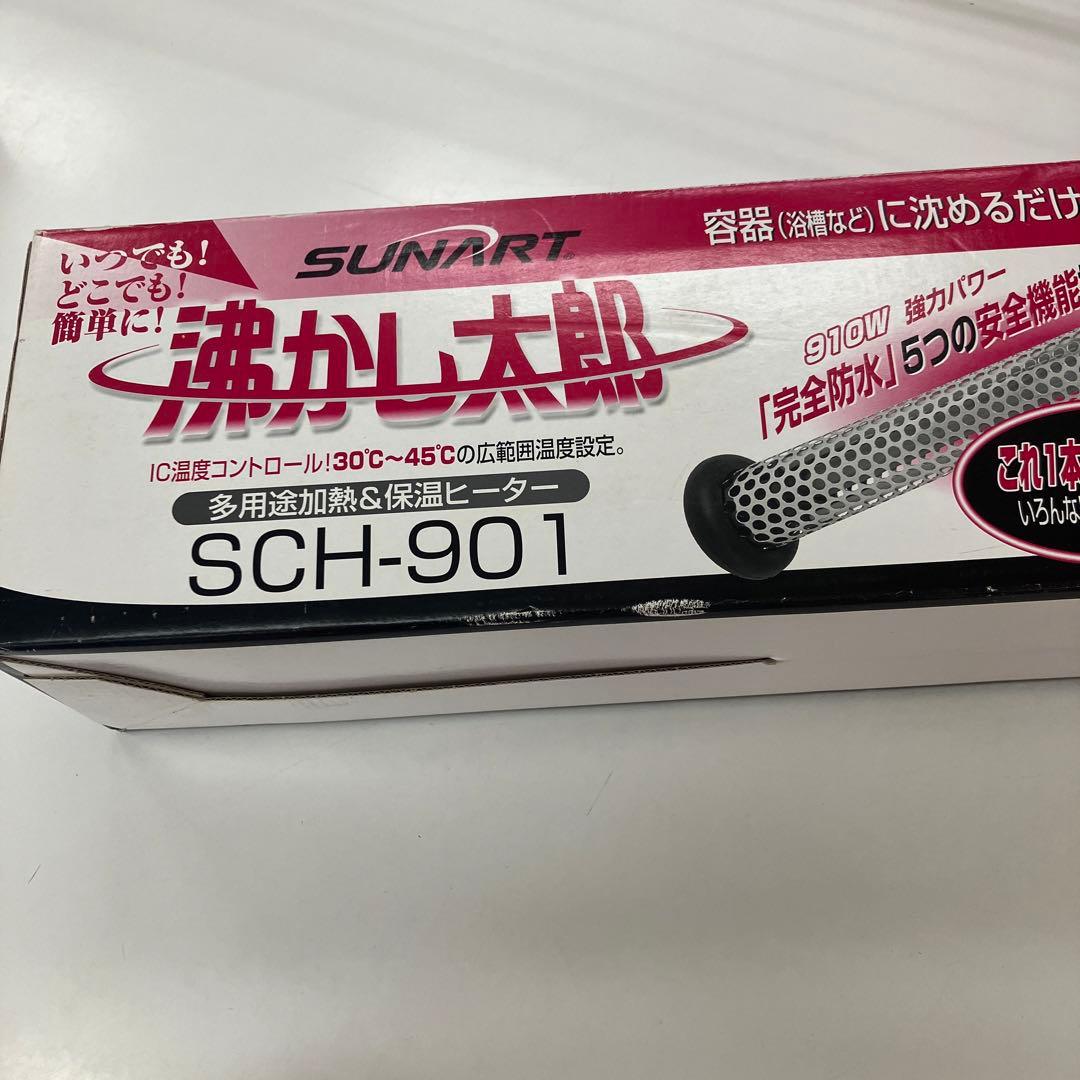 いつでも!
どこでも!
簡単に!
SUNART®
沸かし太郎
IC温度コントロール!30℃〜45℃の広範囲温度設定。
多用途加熱&保温ヒーター
SCH-901
容器(浴槽など)に沈めるだけ
910W 強力パワー
「完全防水」5つの安全機能
これ1本
いろんな